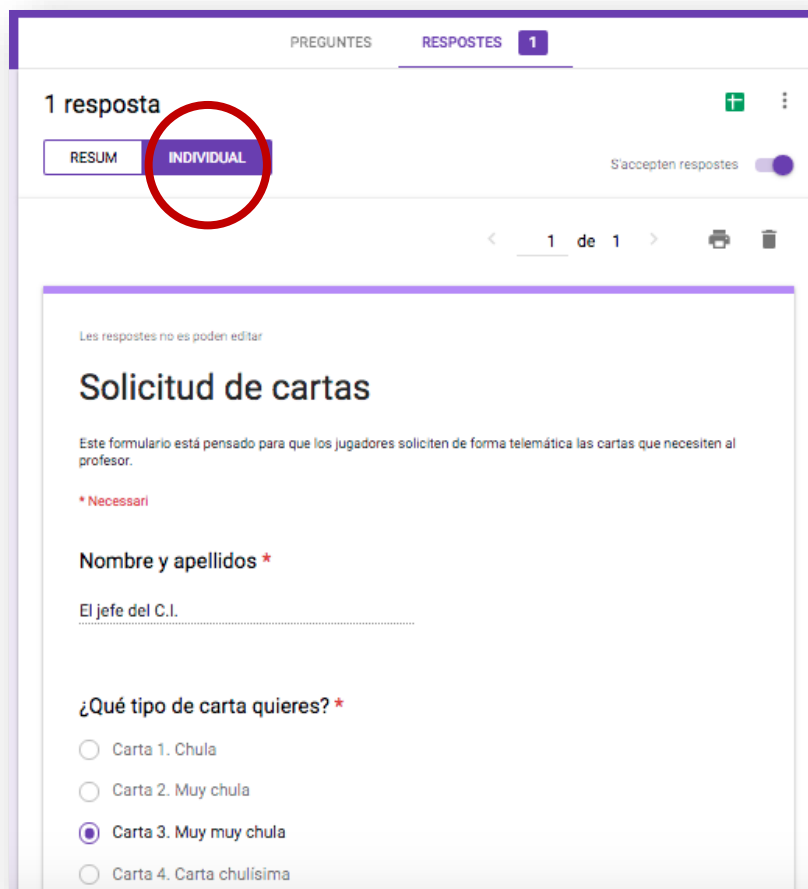 PREGUNTES RESPOSTES 1
1 resposta
RESUM INDIVIDUAL
S'accepten respostes
1 de 1
Les respostes no es poden editar
Solicitud de cartas
Este formulario está pensado para que los jugadores soliciten de forma telemática las cartas que necesiten al
profesor.
* Necessari
Nombre y apellidos *
El jefe del C.I.
¿Qué tipo de carta quieres? *
Carta 1. Chula
Carta 2. Muy chula
Carta 3. Muy muy chula
Carta 4. Carta chulísima